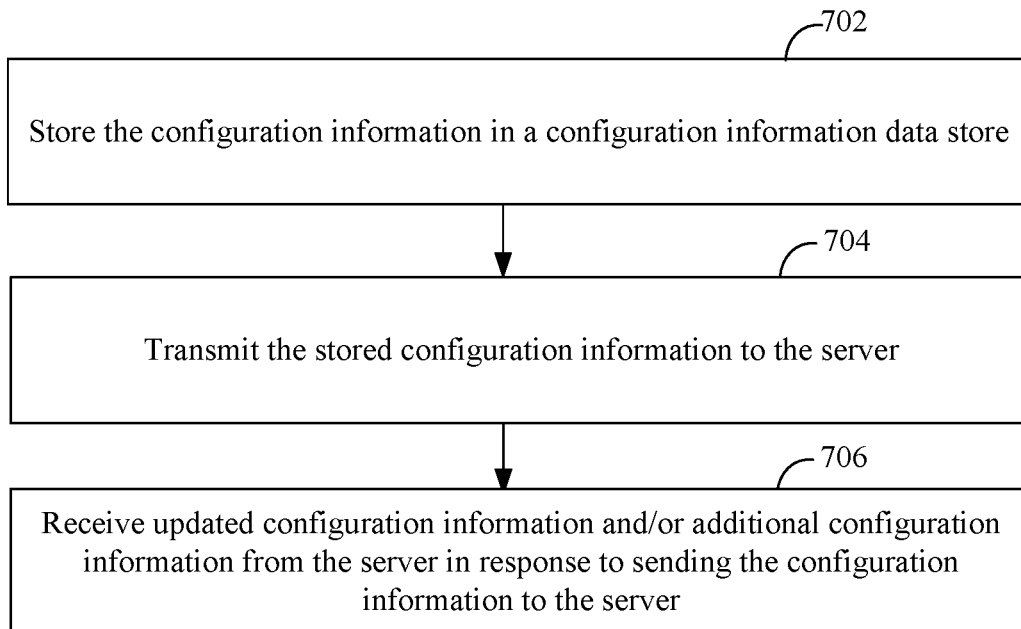 702
Store the configuration information in a configuration information data store
704
Transmit the stored configuration information to the server
706
Receive updated configuration information and/or additional configuration
information from the server in response to sending the configuration
information to the server